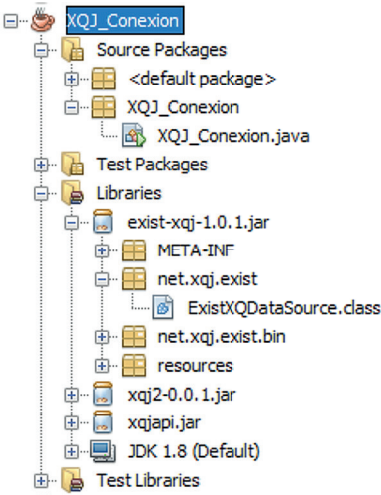 XQJ_Conexion
Source Packages
<default package>
XQJ_Conexion
XQJ_Conexion.java
Test Packages
Libraries
exist-xqj-1.0.1.jar
META-INF
net.xqj.exist
ExistXQDataSource.class
net.xqj.exist.bin
resources
xqj2-0.0.1.jar
xqjapi.jar
JDK 1.8 (Default)
Test Libraries